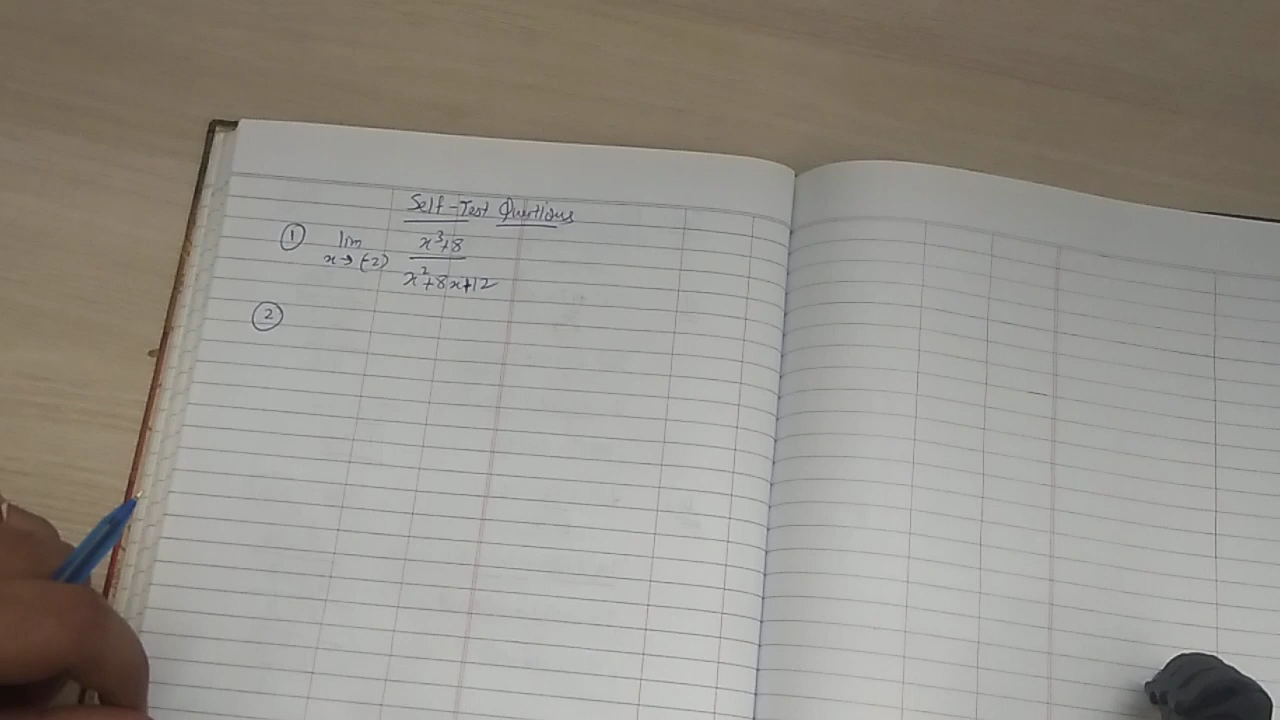 Self-Test Questions
① lim x³+8
x→(-2) x²+8x+12
②